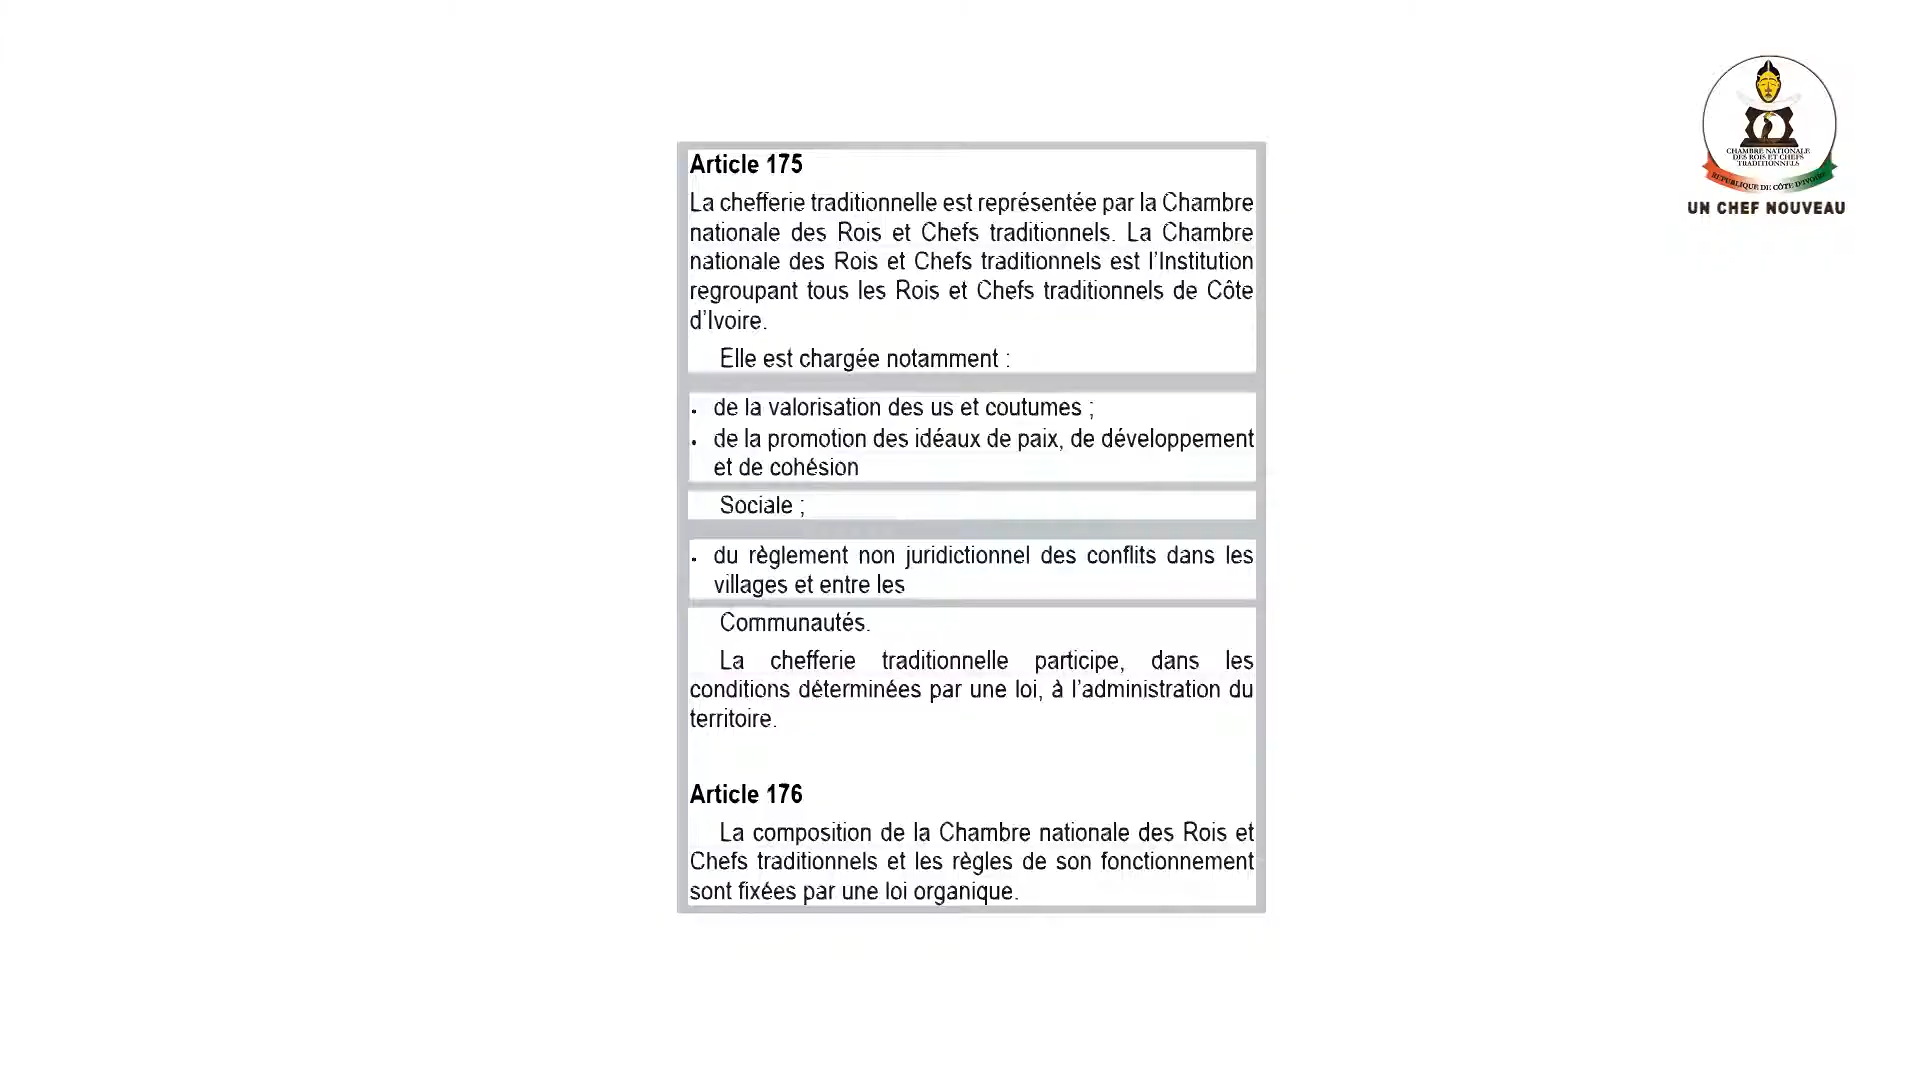 Article 175
La chefferie traditionnelle est représentée par la Chambre
nationale des Rois et Chefs traditionnels. La Chambre
nationale des Rois et Chefs traditionnels est l'Institution
regroupant tous les Rois et Chefs traditionnels de Côte
d'Ivoire.
Elle est chargée notamment :
• de la valorisation des us et coutumes ;
• de la promotion des idéaux de paix, de développement
et de cohésion
Sociale ;
• du règlement non juridictionnel des conflits dans les
villages et entre les
Communautés.
La chefferie traditionnelle participe, dans les
conditions déterminées par une loi, à l'administration du
territoire.
Article 176
La composition de la Chambre nationale des Rois et
Chefs traditionnels et les règles de son fonctionnement
sont fixées par une loi organique.
CHAMBRE NATIONALE
DES ROIS ET CHEFS
TRADITIONNELS
RÉPUBLIQUE DE CÔTE D'IVOIRE
UN CHEF NOUVEAU